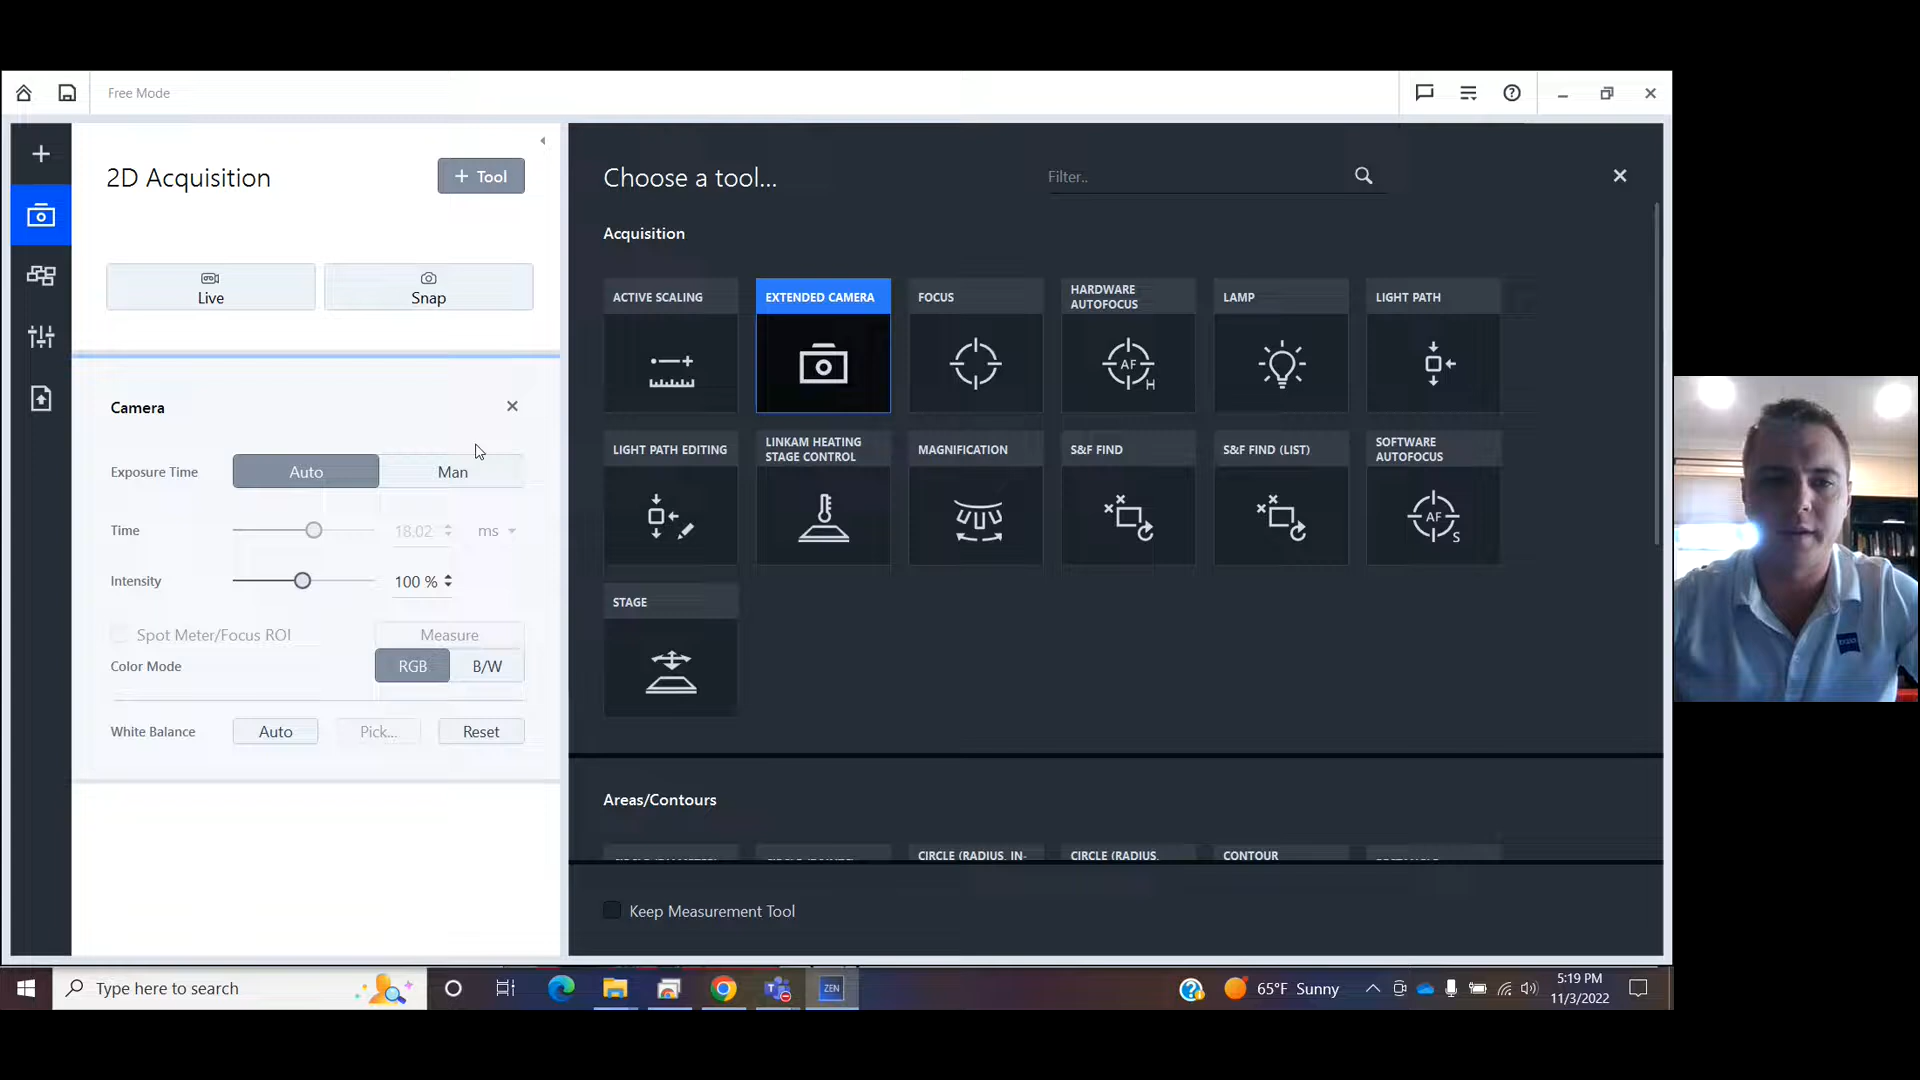 Free Mode
2D Acquisition
+ Tool
Live
Snap
Camera
Exposure Time
Auto
Man
Time
18.02
ms
Intensity
100 %
Spot Meter/Focus ROI
Measure
Color Mode
RGB
B/W
White Balance
Auto
Pick...
Reset
Choose a tool...
Filter..
Acquisition
ACTIVE SCALING
EXTENDED CAMERA
FOCUS
HARDWARE
AUTOFOCUS
LAMP
LIGHT PATH
AF
H
LIGHT PATH EDITING
LINKAM HEATING
STAGE CONTROL
MAGNIFICATION
S&F FIND
S&F FIND (LIST)
SOFTWARE
AUTOFOCUS
AF
S
STAGE
Areas/Contours
CIRCLE (RADIUS, IN-
CIRCLE (RADIUS,
CONTOUR
Keep Measurement Tool
Type here to search
ZEN
65°F Sunny
5:19 PM
11/3/2022